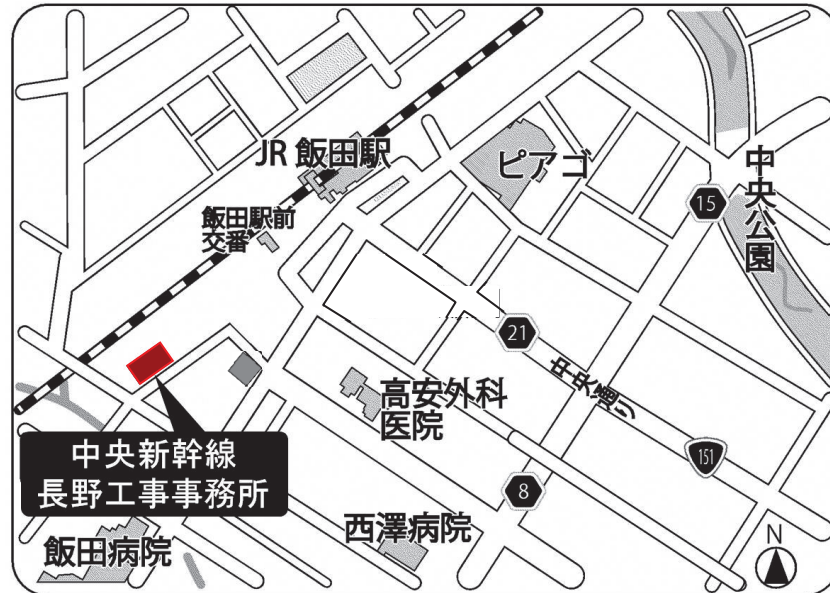 JR 飯田駅
ピアゴ
中央公園
15
飯田駅前
交番
21
中央通り
高安外科
医院
151
中央新幹線
長野工事事務所
8
西澤病院
飯田病院
N